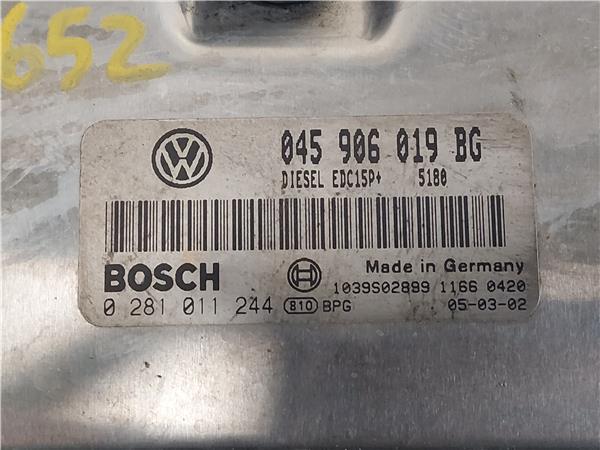 652
VW
045 906 019 BG
DIESEL EDC15P+ 5180
BOSCH
Made in Germany
1039S02899 1166 0420
0 281 011 244 810 BPG 05-03-02